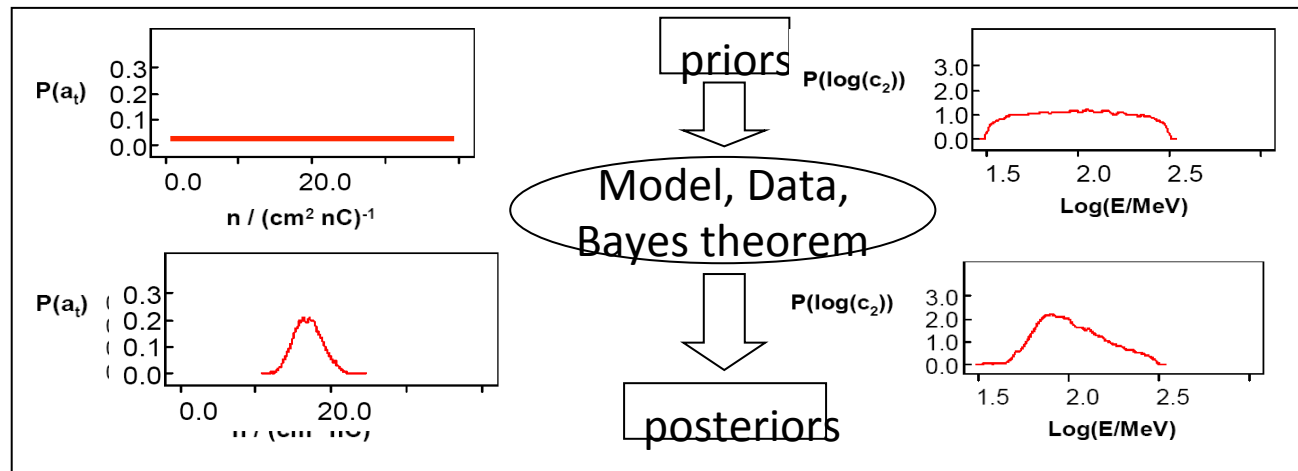 P(a_t)
0.3
0.2
0.1
0.0
0.0 20.0
n / (cm² nC)⁻¹
priors
Model, Data,
Bayes theorem
posteriors
P(log(c₂))
3.0
2.0
1.0
0.0
1.5 2.0 2.5
Log(E/MeV)
P(a_t)
0.3
0.2
0.1
0.0
0.0 20.0
P(log(c₂))
3.0
2.0
1.0
0.0
1.5 2.0 2.5
Log(E/MeV)